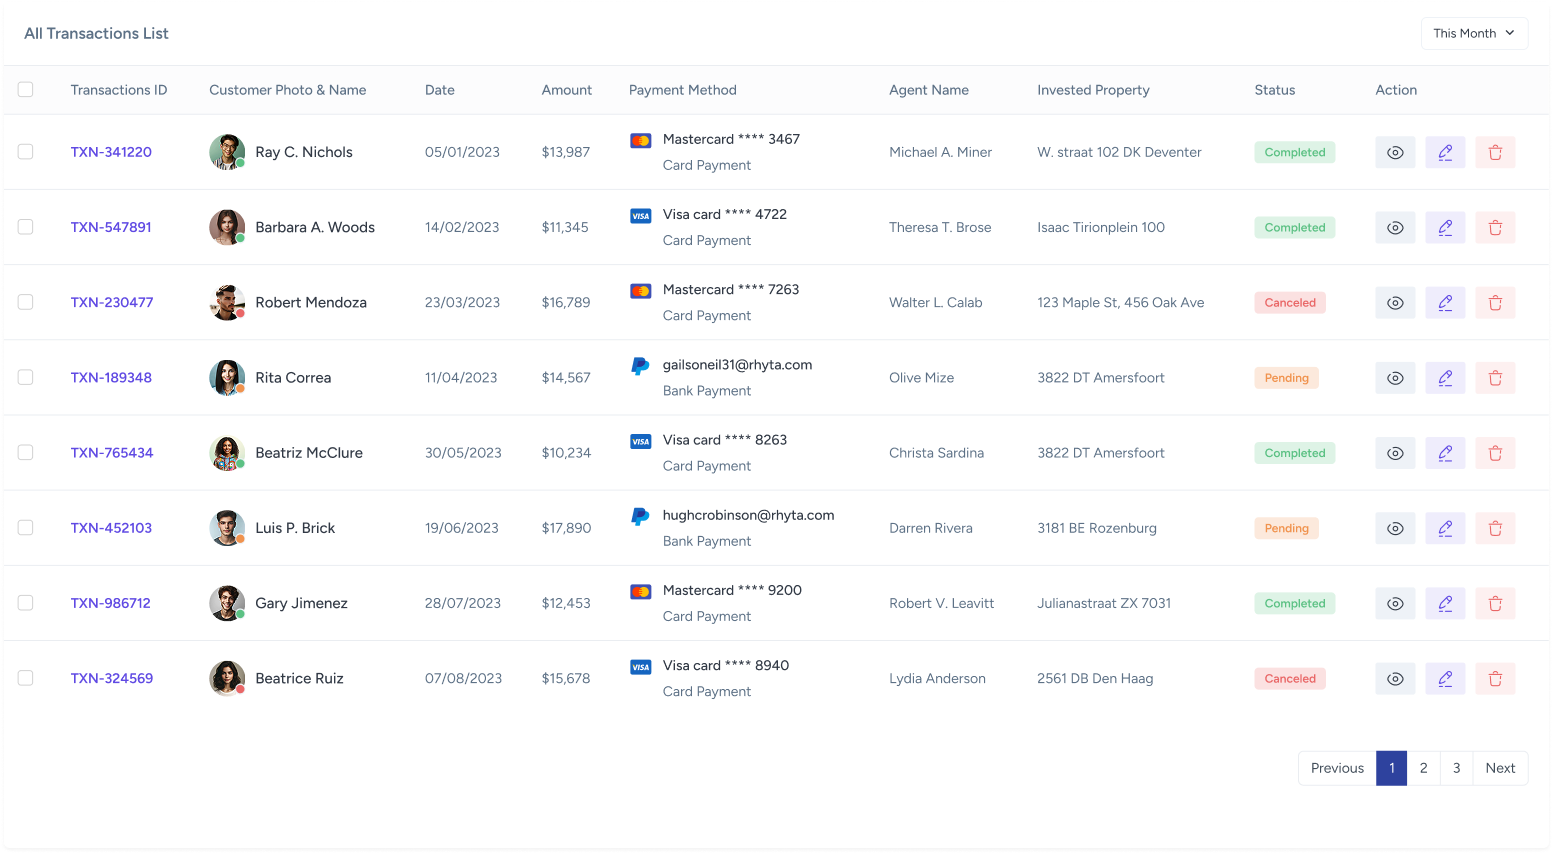 All Transactions List
This Month
Transactions ID Customer Photo & Name Date Amount Payment Method Agent Name Invested Property Status Action
TXN-341220 Ray C. Nichols 05/01/2023 $13,987 Mastercard **** 3467 Michael A. Miner W. straat 102 DK Deventer Completed
Card Payment
TXN-547891 Barbara A. Woods 14/02/2023 $11,345 VISA Visa card **** 4722 Theresa T. Brose Isaac Tirionplein 100 Completed
Card Payment
TXN-230477 Robert Mendoza 23/03/2023 $16,789 Mastercard **** 7263 Walter L. Calab 123 Maple St, 456 Oak Ave Canceled
Card Payment
TXN-189348 Rita Correa 11/04/2023 $14,567 gailsoneil31@rhyta.com Olive Mize 3822 DT Amersfoort Pending
Bank Payment
TXN-765434 Beatriz McClure 30/05/2023 $10,234 VISA Visa card **** 8263 Christa Sardina 3822 DT Amersfoort Completed
Card Payment
TXN-452103 Luis P. Brick 19/06/2023 $17,890 hughcrobinson@rhyta.com Darren Rivera 3181 BE Rozenburg Pending
Bank Payment
TXN-986712 Gary Jimenez 28/07/2023 $12,453 Mastercard **** 9200 Robert V. Leavitt Julianastraat ZX 7031 Completed
Card Payment
TXN-324569 Beatrice Ruiz 07/08/2023 $15,678 VISA Visa card **** 8940 Lydia Anderson 2561 DB Den Haag Canceled
Card Payment
Previous 1 2 3 Next